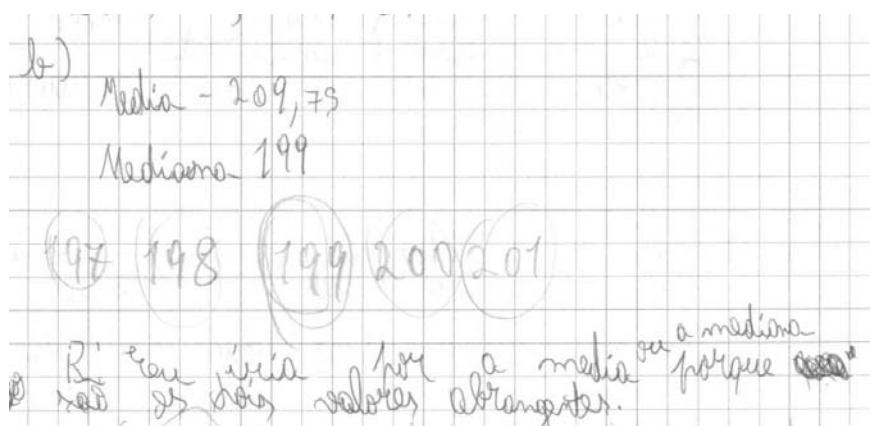 b)
Media - 209,75
Mediana 199
197 198 199 200 201
R: eu iria por a media ou a mediana porque
são os dois valores abrangentes.